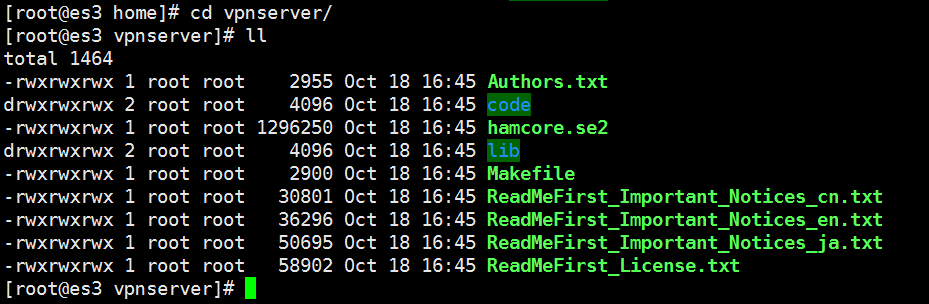 [root@es3 home]# cd vpnserver/
[root@es3 vpnserver]# ll
total 1464
-rwxrwxrwx 1 root root    2955 Oct 18 16:45 Authors.txt
drwxrwxrwx 2 root root    4096 Oct 18 16:45 code
-rwxrwxrwx 1 root root 1296250 Oct 18 16:45 hamcore.se2
drwxrwxrwx 2 root root    4096 Oct 18 16:45 lib
-rwxrwxrwx 1 root root    2900 Oct 18 16:45 Makefile
-rwxrwxrwx 1 root root   30801 Oct 18 16:45 ReadMeFirst_Important_Notices_cn.txt
-rwxrwxrwx 1 root root   36296 Oct 18 16:45 ReadMeFirst_Important_Notices_en.txt
-rwxrwxrwx 1 root root   50695 Oct 18 16:45 ReadMeFirst_Important_Notices_ja.txt
-rwxrwxrwx 1 root root   58902 Oct 18 16:45 ReadMeFirst_License.txt
[root@es3 vpnserver]#